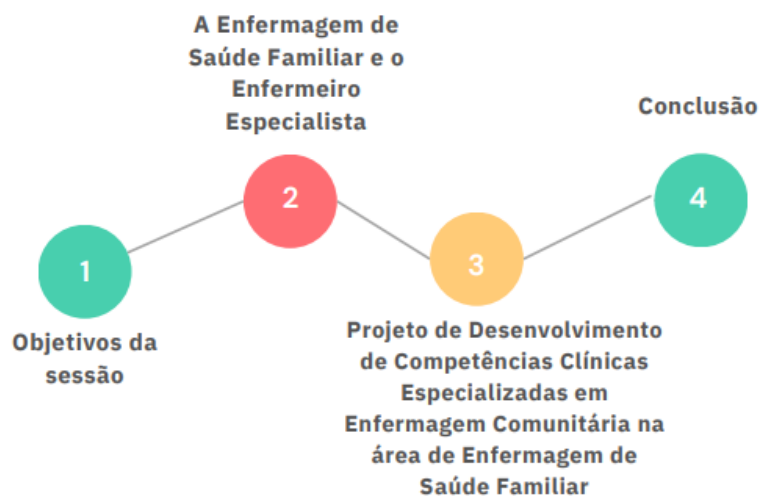 1
Objetivos da
sessão
2
A Enfermagem de
Saúde Familiar e o
Enfermeiro
Especialista
3
Projeto de Desenvolvimento
de Competências Clínicas
Especializadas em
Enfermagem Comunitária na
área de Enfermagem de
Saúde Familiar
4
Conclusão